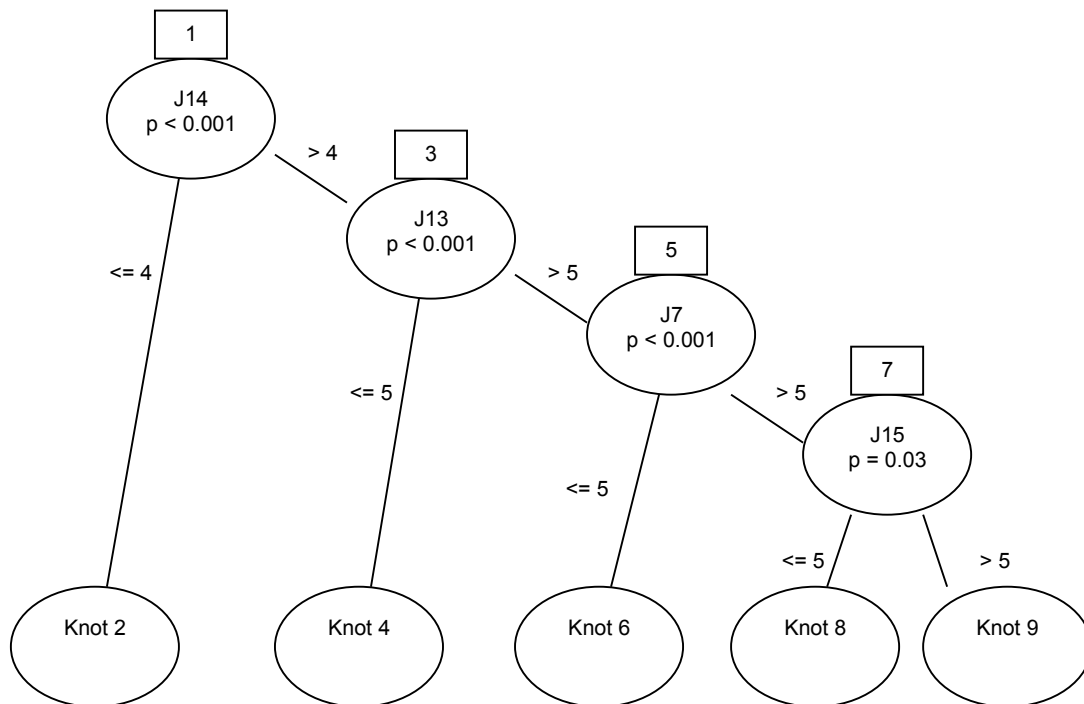 1
J14
p < 0.001
> 4
3
J13
p < 0.001
<= 4
> 5
5
J7
p < 0.001
<= 5
> 5
7
J15
p = 0.03
<= 5
<= 5
> 5
Knot 2
Knot 4
Knot 6
Knot 8
Knot 9